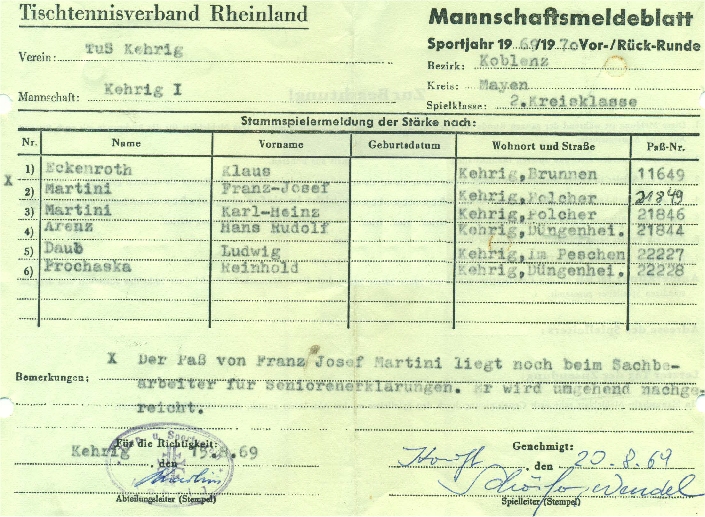 Tischtennisverband Rheinland
Mannschaftsmeldeblatt
Sportjahr 1969/1970 Vor-/Rück-Runde
Verein: TuS Kehrig
Bezirk: Koblenz
Kreis: Mayen
Mannschaft: Kehrig I
Spielklasse: 2.Kreisklasse
Stammspielermeldung der Stärke nach:
Nr. Name Vorname Geburtsdatum Wohnort und Straße Paß-Nr.
1) Eckenroth Klaus Kehrig,Brunnen 11649
X 2) Martini Franz-Josef Kehrig,Polcher 21849
3) Martini Karl-Heinz Kehrig,Polcher 21846
4) Arenz Hans Rudolf Kehrig,Düngenhei. 21844
5) Daub Ludwig Kehrig,Im Peschen 22227
6) Prochaska Reinhold Kehrig,Düngenhei. 22228
X Der Paß von Franz Josef Martini liegt noch beim Sachbe-
Bemerkungen: arbeiter für Seniorenerklärungen. Er wird umgehend nachge-
reicht.
Für die Richtigkeit:
Kehrig, den 15.8.69
Abteilungsleiter (Stempel)
Genehmigt:
, den 20.8.69
Spielleiter (Stempel)